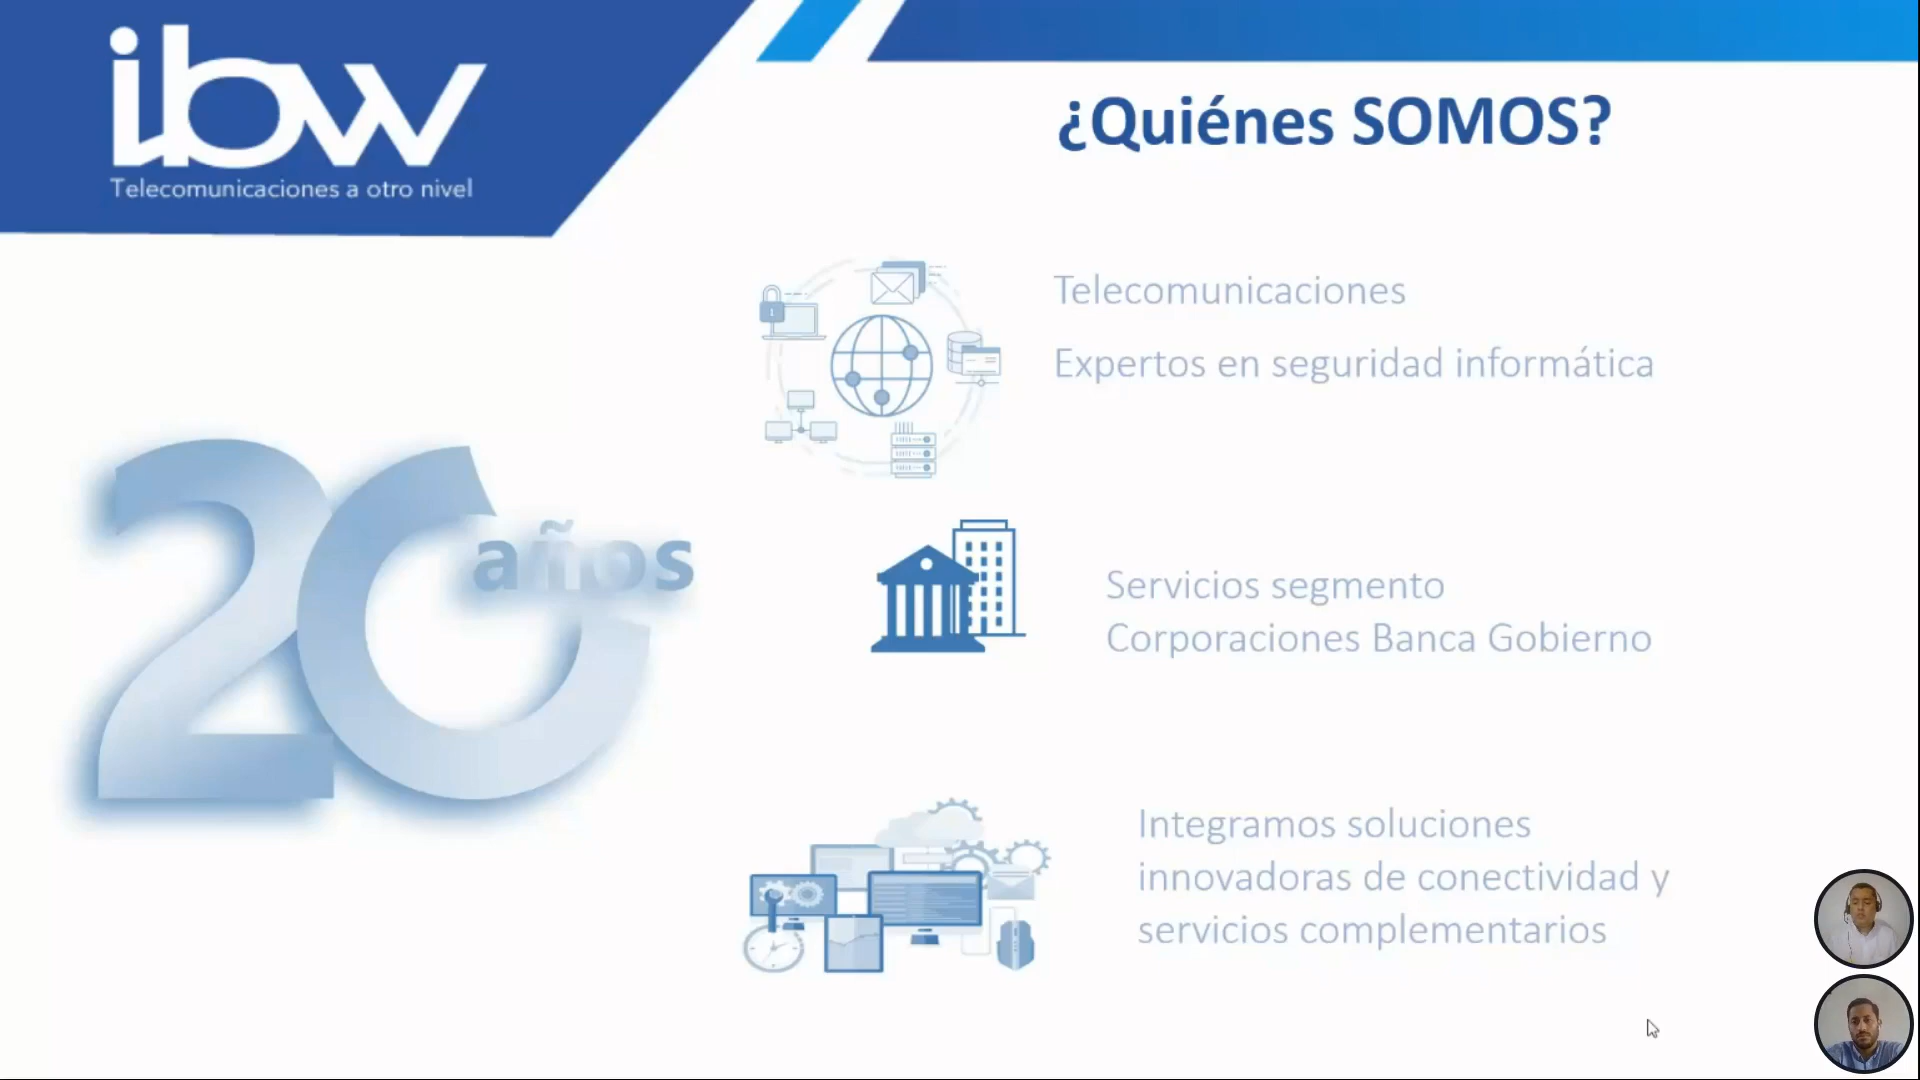 ibw
Telecomunicaciones a otro nivel
¿Quiénes SOMOS?
Telecomunicaciones
Expertos en seguridad informática
20
años
Servicios segmento
Corporaciones Banca Gobierno
Integramos soluciones
innovadoras de conectividad y
servicios complementarios